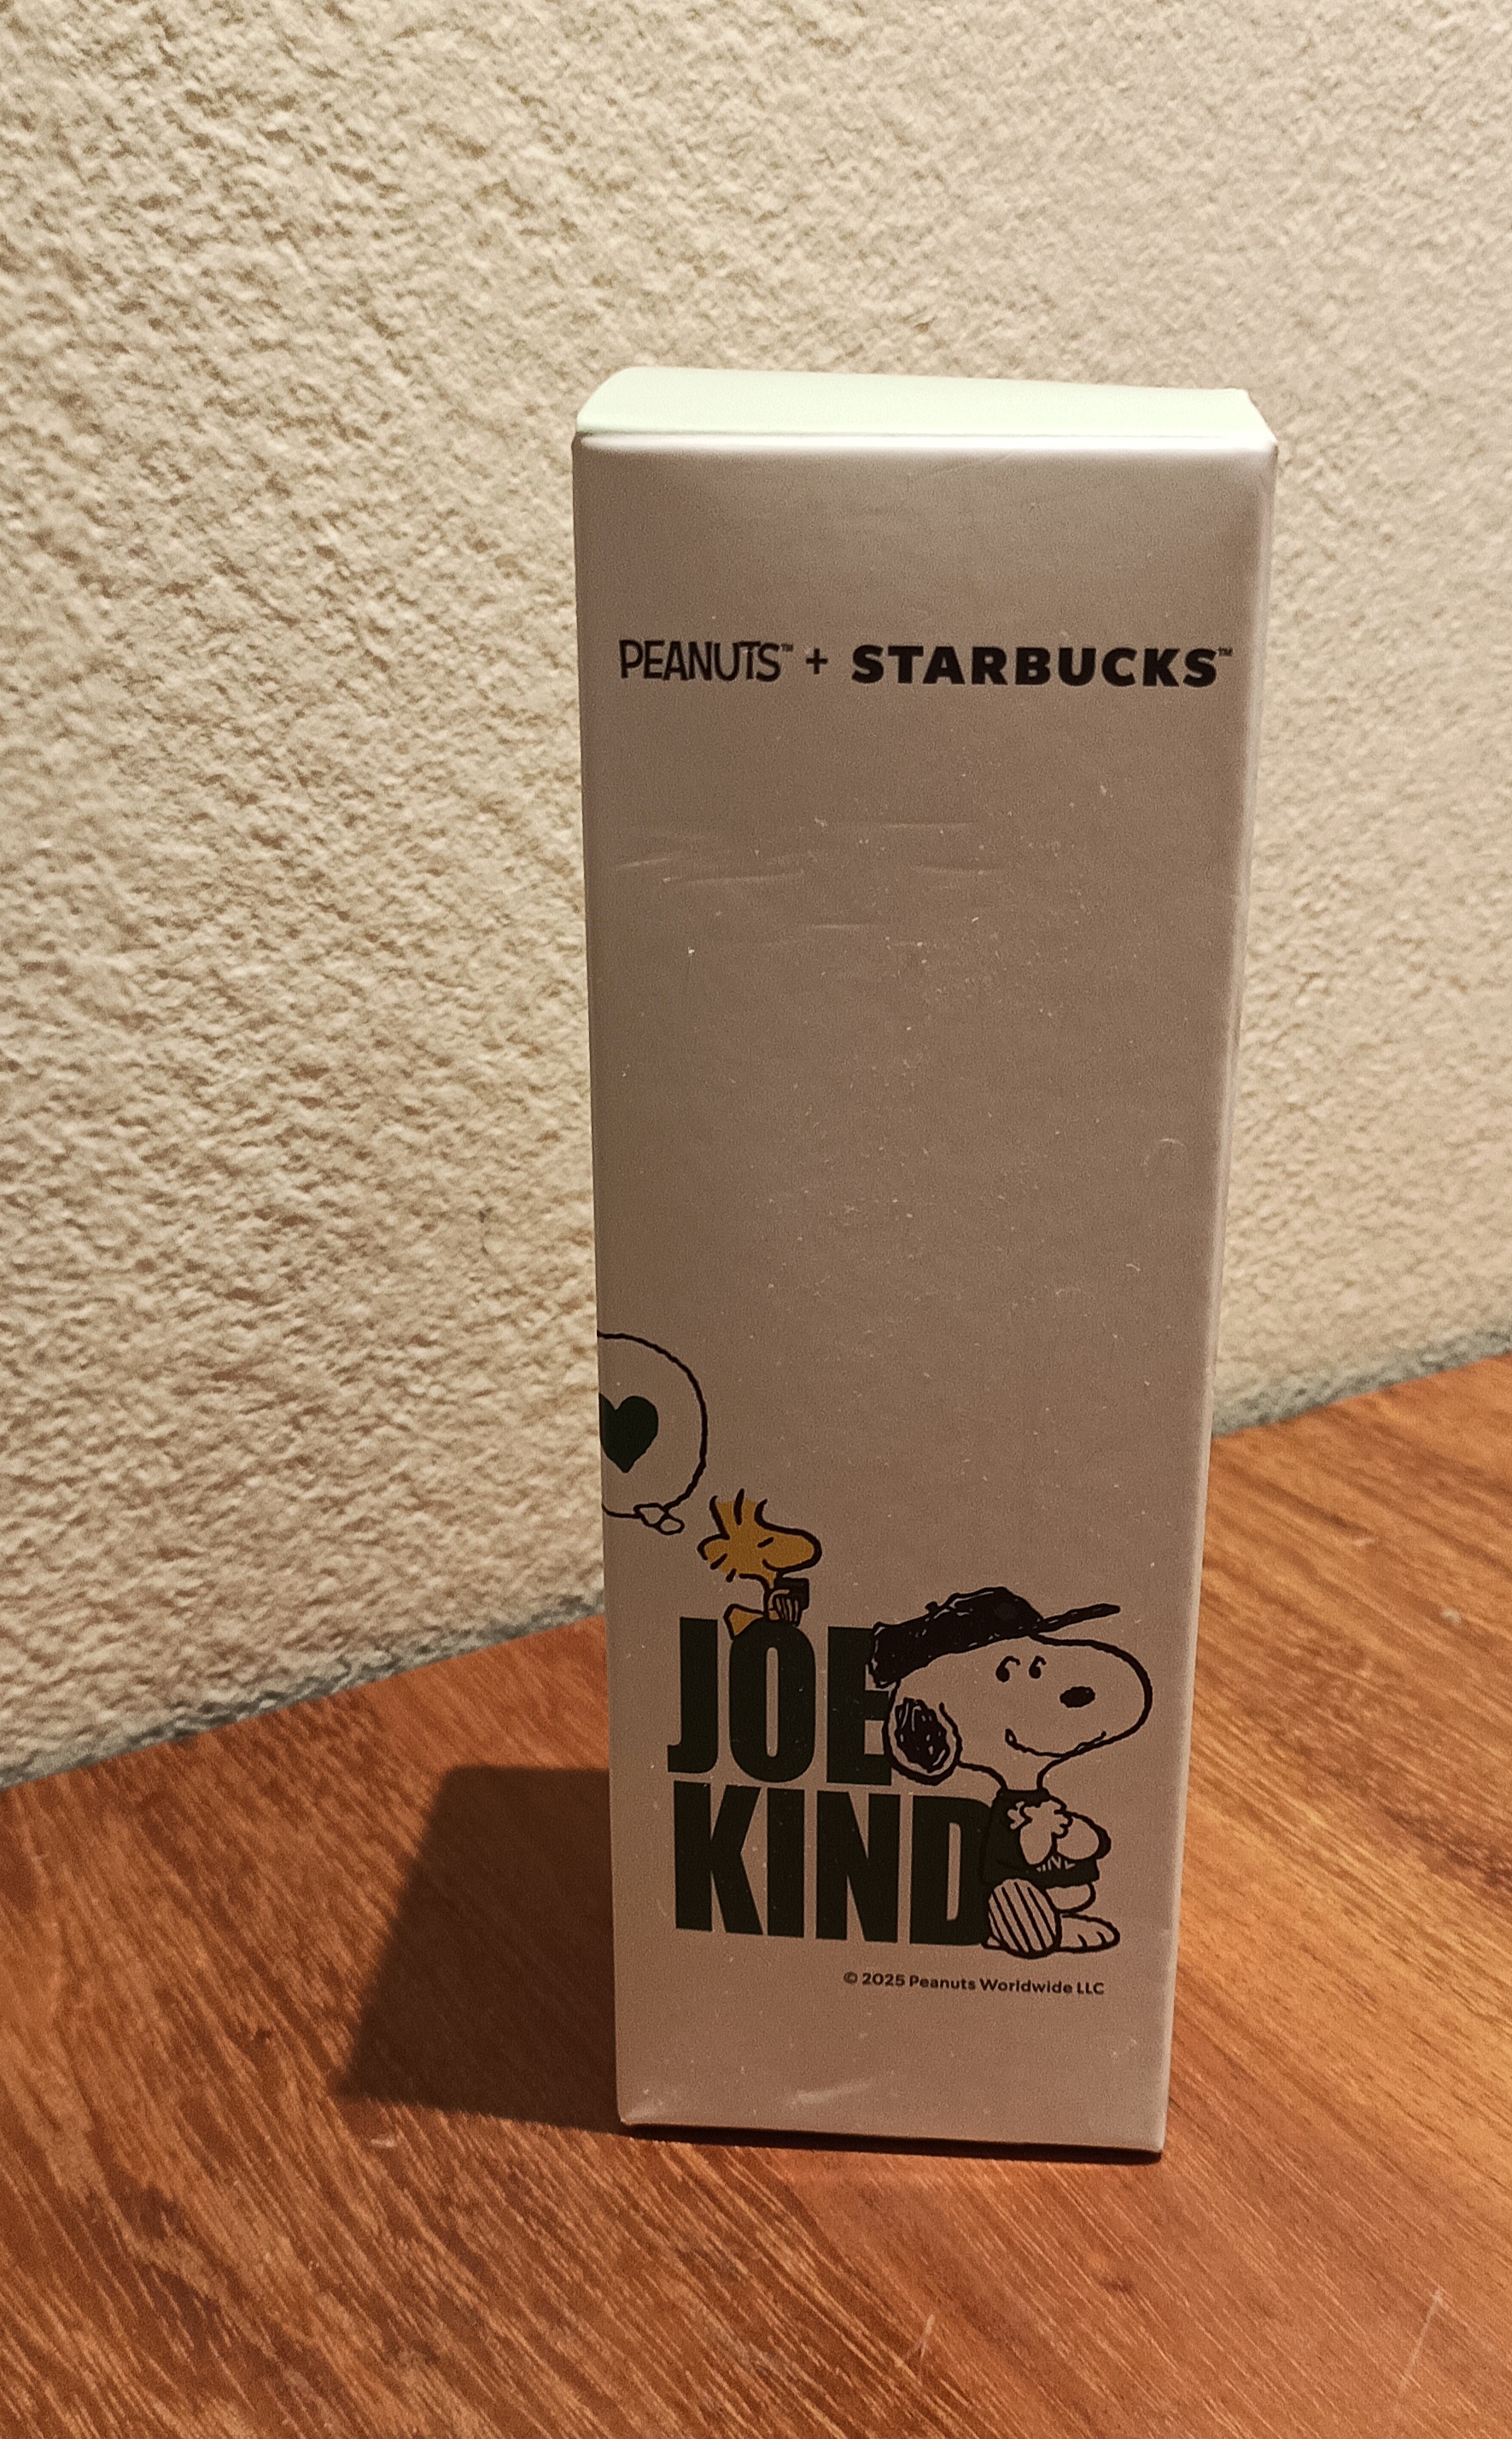 PEANUTS™ + STARBUCKS™
JOE
KIND
© 2025 Peanuts Worldwide LLC